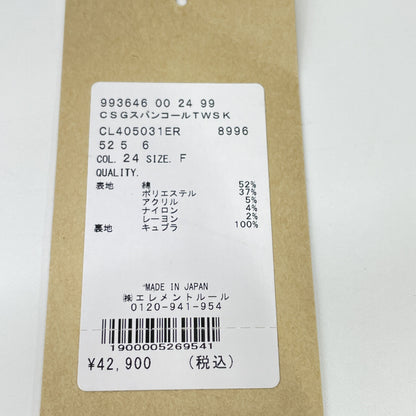 993646 00 24 99
CSGスパンコールTWSK
CL405031ER 8996
52 5 6
COL. 24 SIZE. F
QUALITY.
表地 綿 52%
ポリエステル 37%
アクリル 5%
ナイロン 4%
レーヨン 2%
裏地 キュプラ 100%
MADE IN JAPAN
㈱エレメントルール
0120-941-954
1900005269541
¥42,900 (税込)